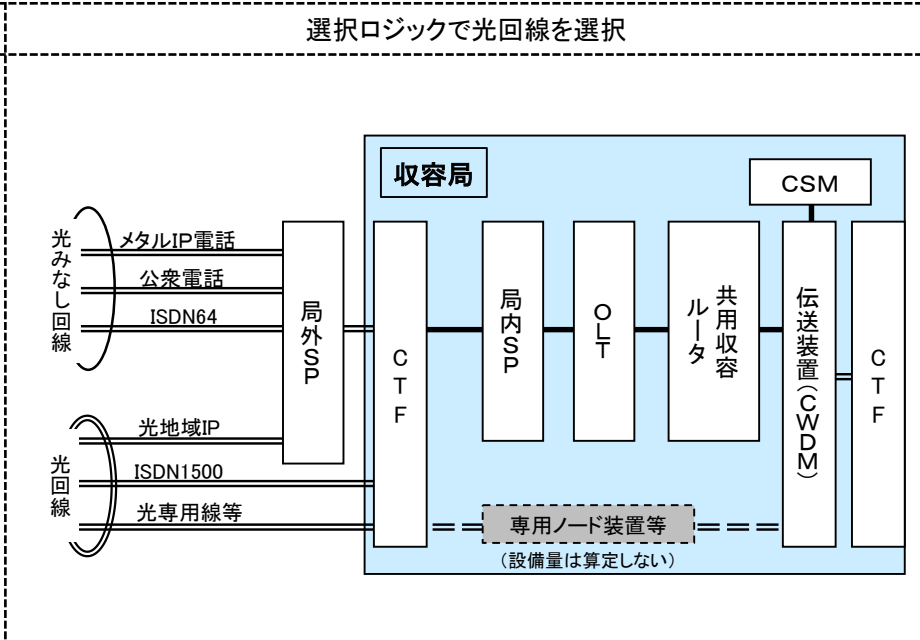 選択ロジックで光回線を選択
収容局
CSM
光みなし回線
メタルIP電話
公衆電話
ISDN64
局外SP
CTF
局内SP
OLT
共用収容
ルータ
伝送装置(CWDM)
CTF
光回線
光地域IP
ISDN1500
光専用線等
専用ノード装置等
(設備量は算定しない)